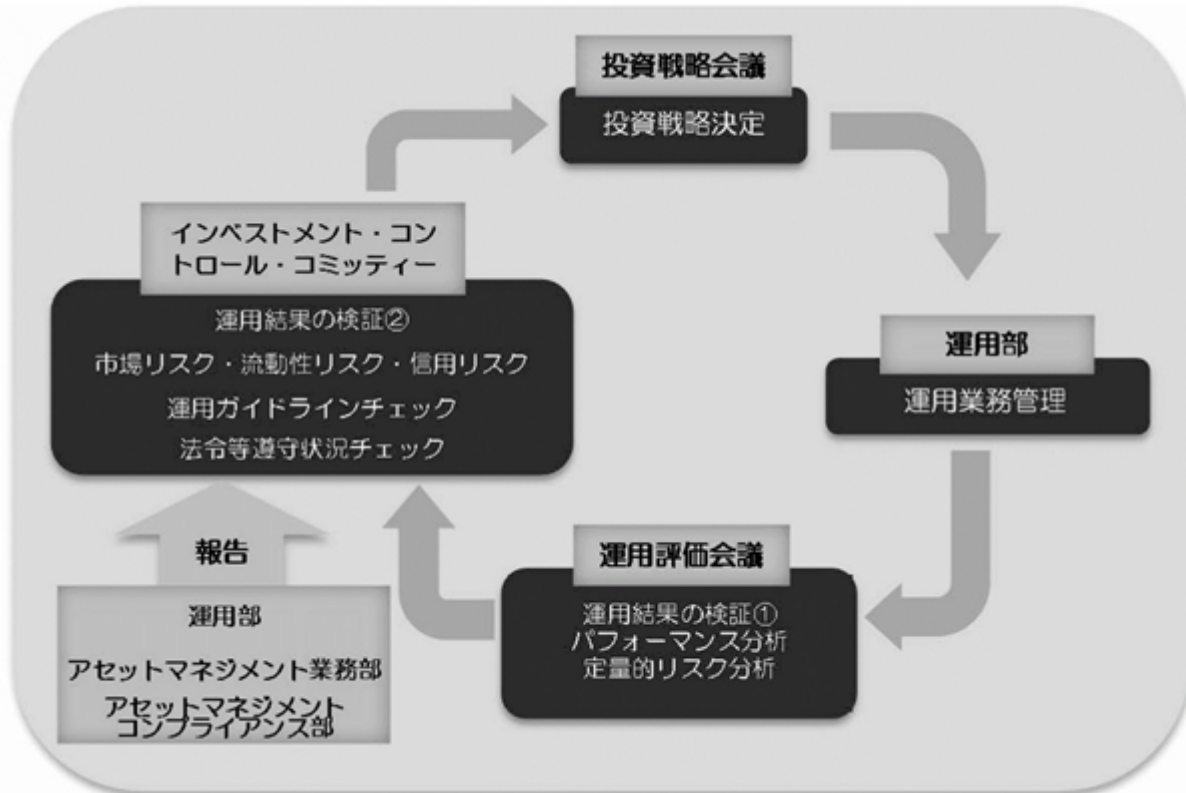 投資戦略会議
投資戦略決定
運用部
運用業務管理
運用評価会議
運用結果の検証①
パフォーマンス分析
定量的リスク分析
インベストメント・コン
トロール・コミッティー
運用結果の検証②
市場リスク・流動性リスク・信用リスク
運用ガイドラインチェック
法令等遵守状況チェック
報告
運用部
アセットマネジメント業務部
アセットマネジメント
コンプライアンス部